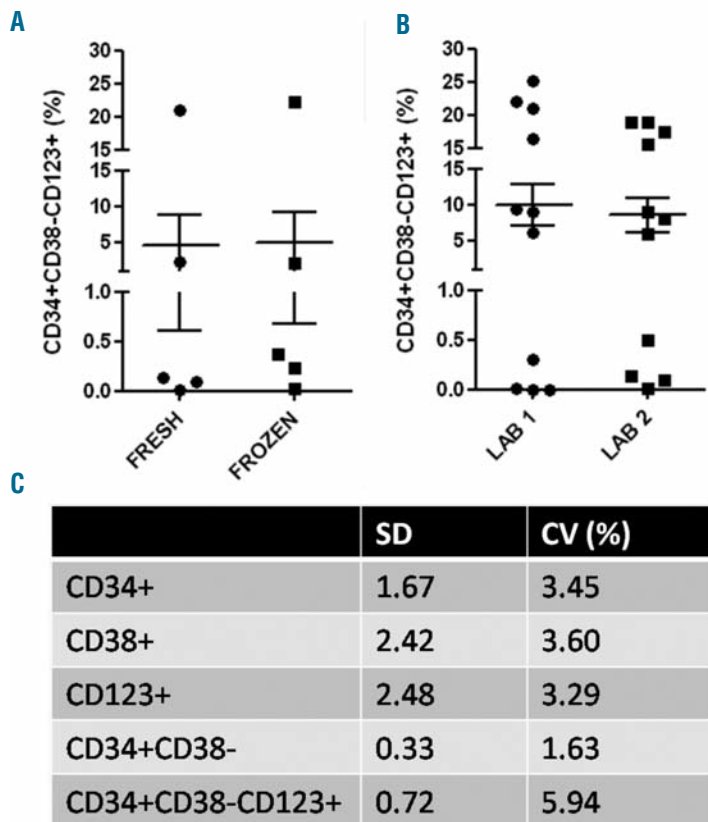 A
CD34+CD38-CD123+ (%)
30
25
20
15
15
10
5
1.0
0.5
0.0
FRESH
FROZEN
B
CD34+CD38-CD123+ (%)
30
25
20
15
15
10
5
1.0
0.5
0.0
LAB 1
LAB 2
C
SD CV (%)
CD34+ 1.67 3.45
CD38+ 2.42 3.60
CD123+ 2.48 3.29
CD34+CD38- 0.33 1.63
CD34+CD38-CD123+ 0.72 5.94